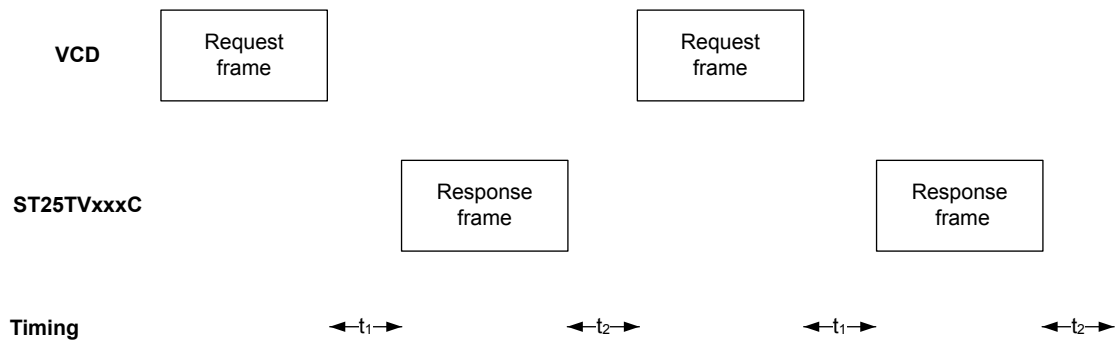 VCD
Request
frame
Request
frame
ST25TVxxxC
Response
frame
Response
frame
Timing
t1
t2
t1
t2